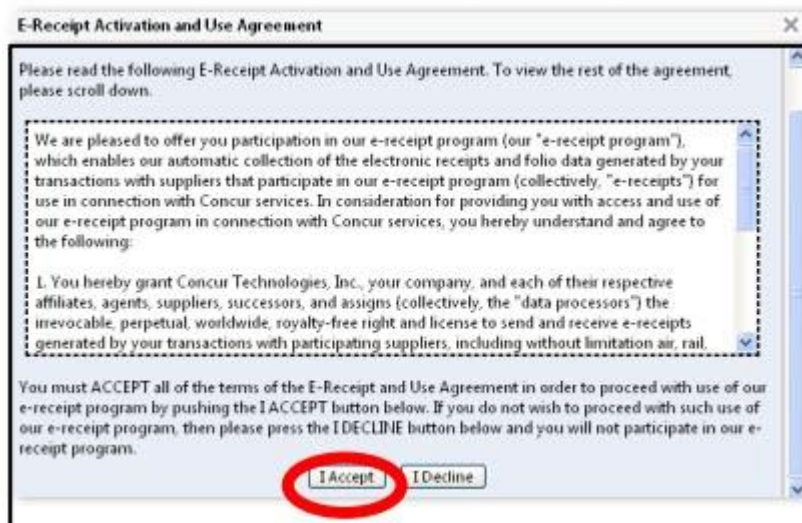 E-Receipt Activation and Use Agreement
Please read the following E-Receipt Activation and Use Agreement. To view the rest of the agreement,
please scroll down.
We are pleased to offer you participation in our e-receipt program (our "e-receipt program"),
which enables our automatic collection of the electronic receipts and folio data generated by your
transactions with suppliers that participate in our e-receipt program (collectively, "e-receipts") for
use in connection with Concur services. In consideration for providing you with access and use of
our e-receipt program in connection with Concur services, you hereby understand and agree to
the following:
1. You hereby grant Concur Technologies, Inc., your company, and each of their respective
affiliates, agents, suppliers, successors, and assigns (collectively, the "data processors") the
irrevocable, perpetual, worldwide, royalty-free right and license to send and receive e-receipts
generated by your transactions with participating suppliers, including without limitation air, rail,
You must ACCEPT all of the terms of the E-Receipt and Use Agreement in order to proceed with use of our
e-receipt program by pushing the I ACCEPT button below. If you do not wish to proceed with such use of
our e-receipt program, then please press the I DECLINE button below and you will not participate in our e-
receipt program.
I Accept I Decline